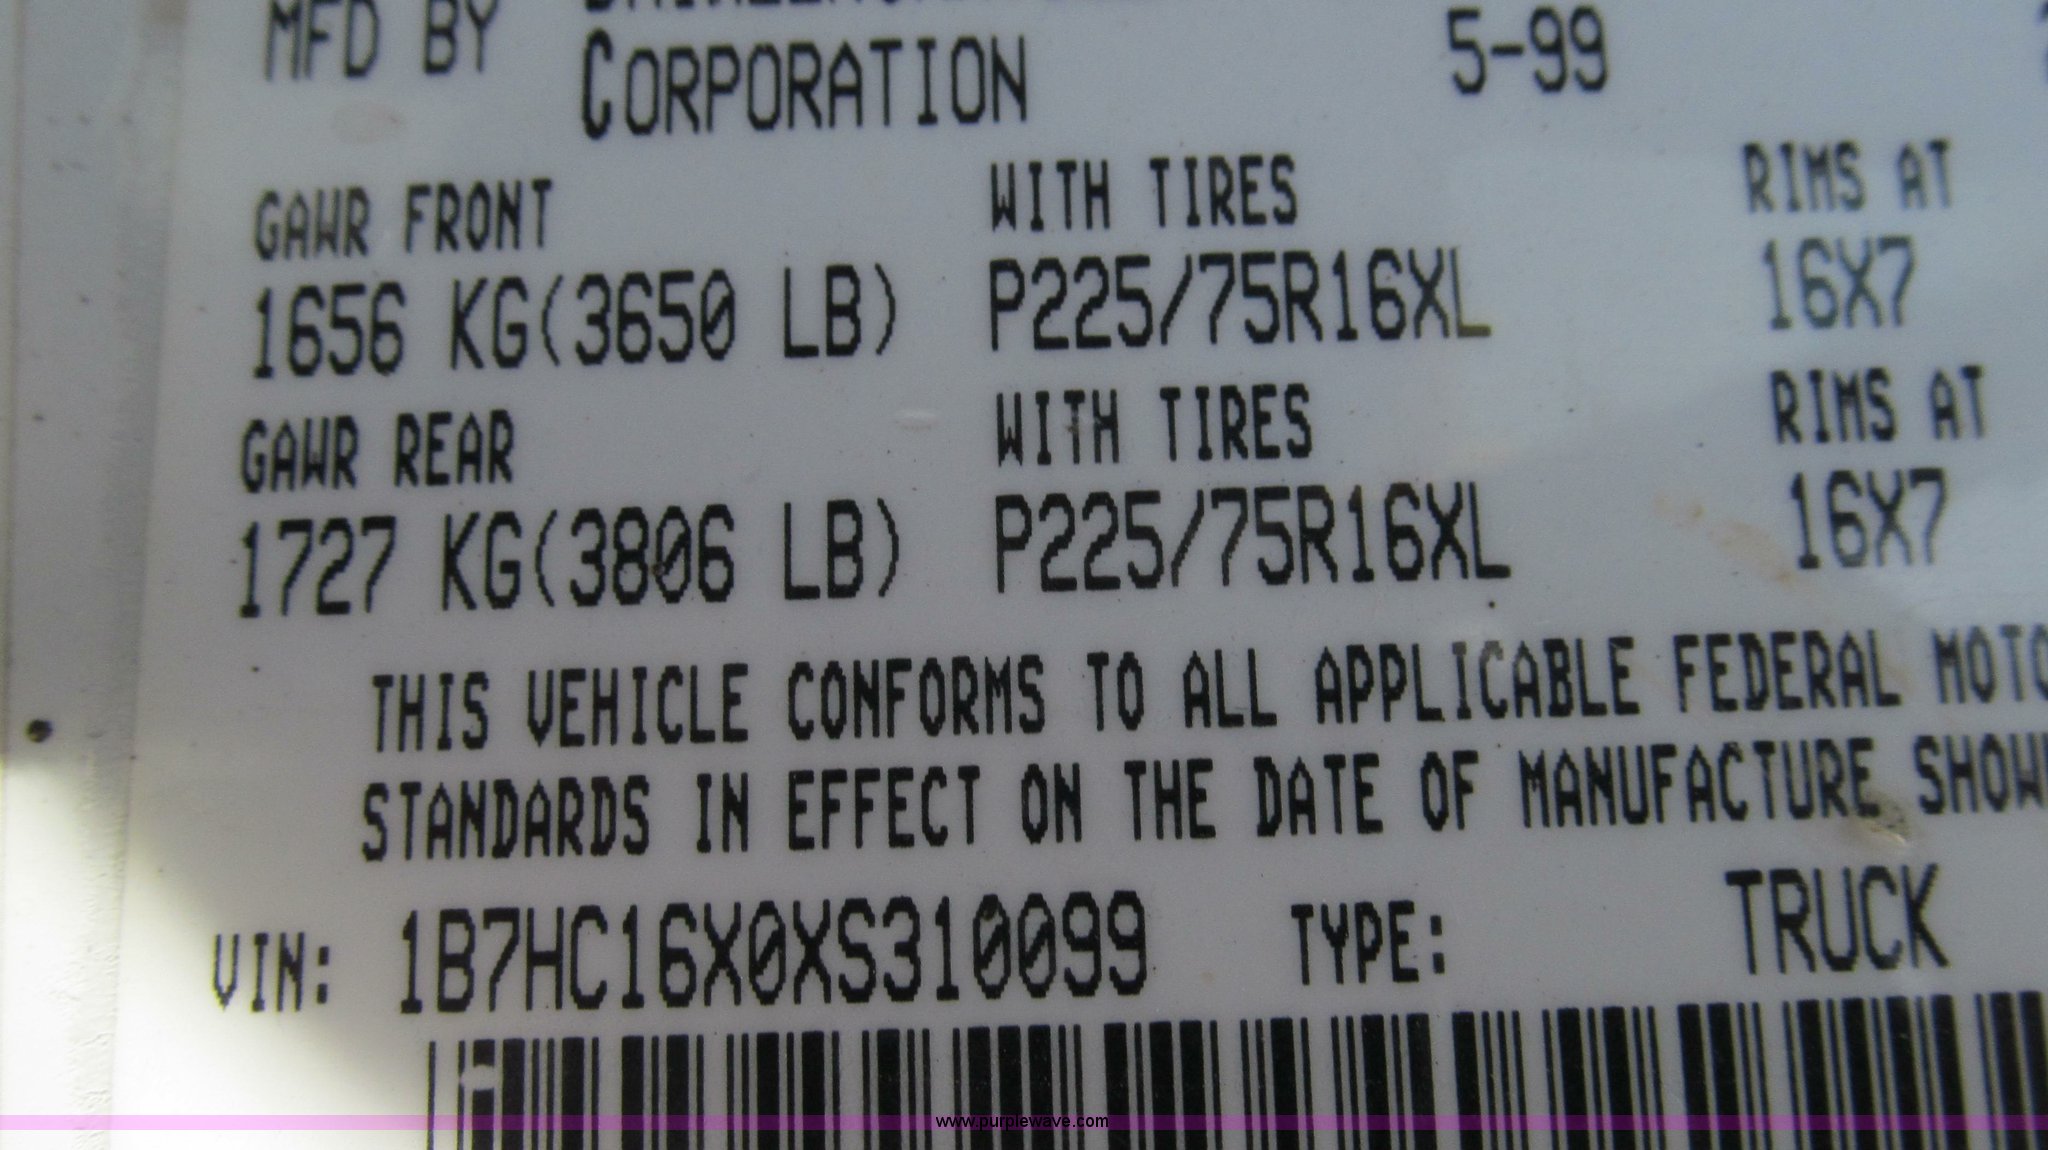 MFD BY
CORPORATION 5-99
GAWR FRONT WITH TIRES RIMS AT
1656 KG(3650 LB) P225/75R16XL 16X7
GAWR REAR WITH TIRES RIMS AT
1727 KG(3806 LB) P225/75R16XL 16X7
THIS VEHICLE CONFORMS TO ALL APPLICABLE FEDERAL MOTO
STANDARDS IN EFFECT ON THE DATE OF MANUFACTURE SHOW
VIN: 1B7HC16X0XS310099 TYPE: TRUCK
www.purplewave.com